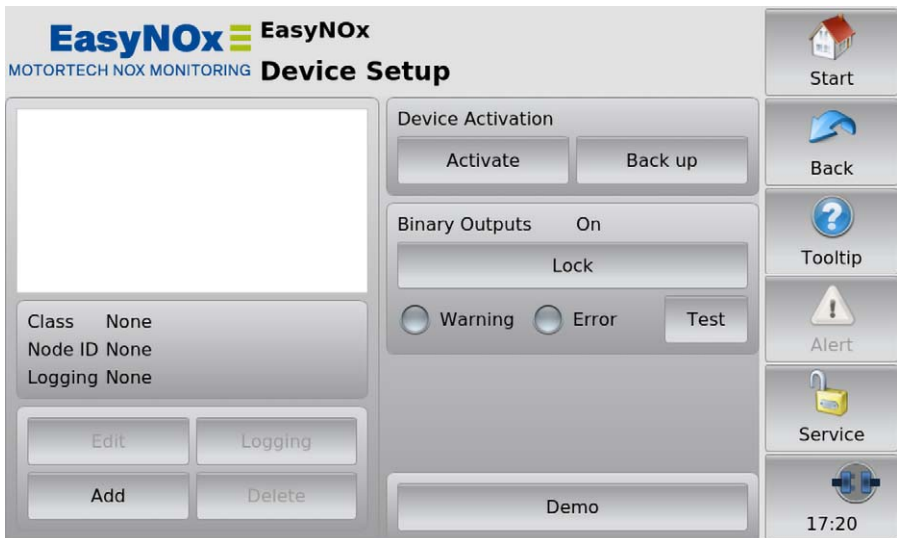 EasyNOx EasyNOx
MOTORTECH NOX MONITORING Device Setup
Class None
Node ID None
Logging None
Edit Logging
Add Delete
Device Activation
Activate Back up
Binary Outputs On
Lock
Warning Error Test
Demo
Start
Back
?
Tooltip
!
Alert
Service
17:20